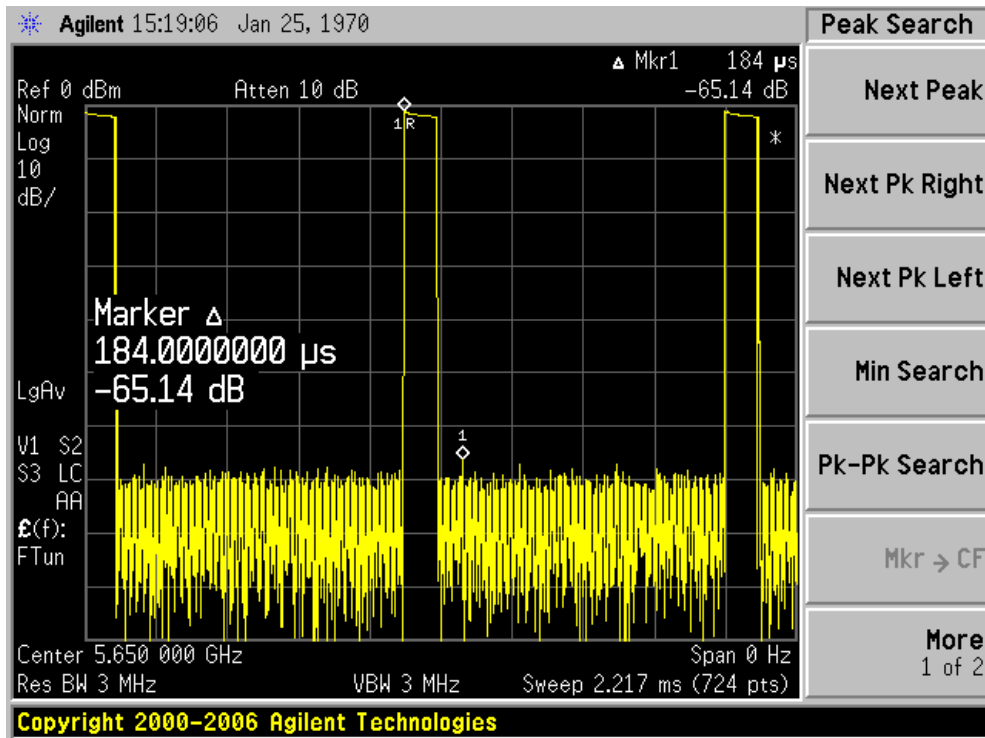 Agilent 15:19:06 Jan 25, 1970
Peak Search
Δ Mkr1 184 µs
Ref 0 dBm Atten 10 dB -65.14 dB
Norm
Log
10
dB/
1R
*
Marker Δ
184.0000000 µs
-65.14 dB
LgAv
1
V1 S2
S3 LC
AA
£(f):
FTun
Center 5.650 000 GHz Span 0 Hz
Res BW 3 MHz VBW 3 MHz Sweep 2.217 ms (724 pts)
Copyright 2000-2006 Agilent Technologies
Next Peak
Next Pk Right
Next Pk Left
Min Search
Pk-Pk Search
Mkr → CF
More
1 of 2